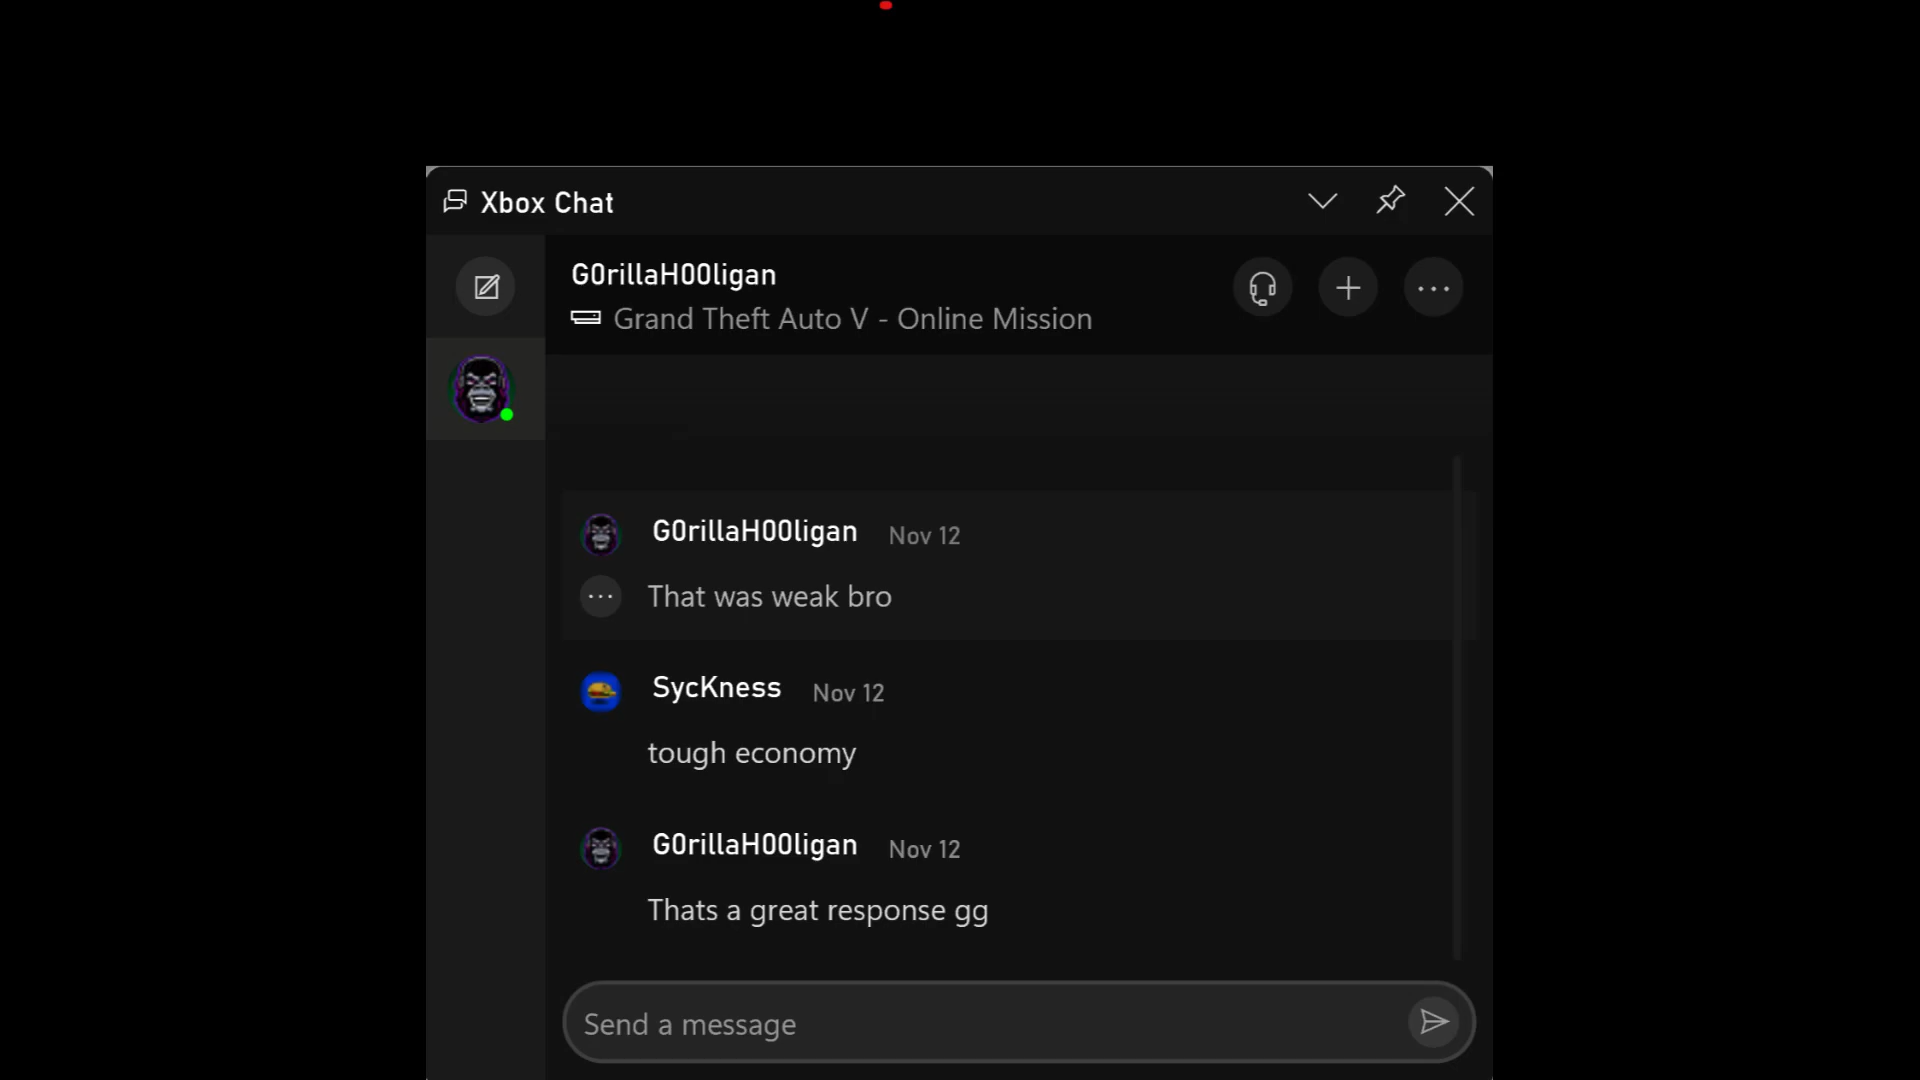 Xbox Chat
G0rillaH00ligan
Grand Theft Auto V - Online Mission
G0rillaH00ligan Nov 12
That was weak bro
SycKness Nov 12
tough economy
G0rillaH00ligan Nov 12
Thats a great response gg
Send a message